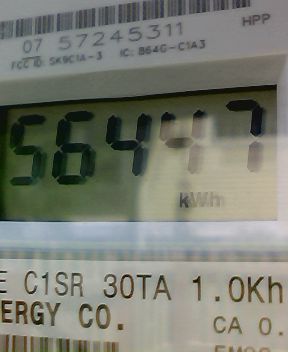 HPP
07 57245311
FCC ID: SK9C1A-3 IC: B64G-C1A3
56447
kWh
E C1SR 30TA 1.0Kh
ERGY CO.
CA 0.